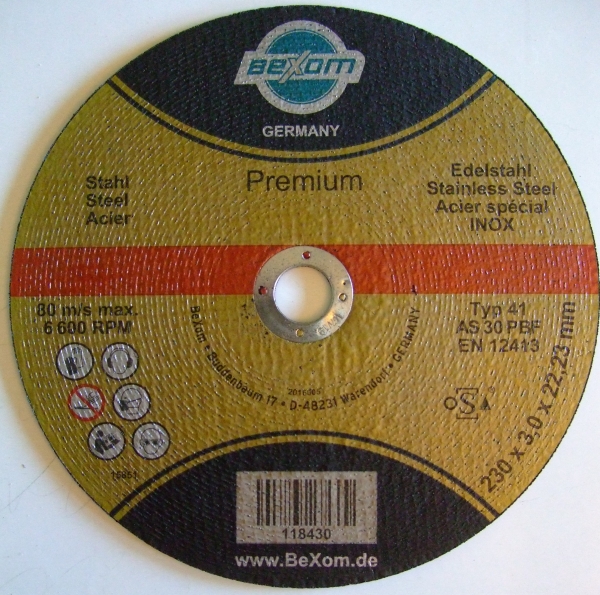 BeXom
GERMANY
Premium
Stahl
Steel
Acier
Edelstahl
Stainless Steel
Acier spécial
INOX
80 m/s max.
6 600 RPM
Typ 41
AS 30 PBF
EN 12413
BeXom • Buddenbaum 17 • D-48231 Warendorf • GERMANY
S
230 x 3,0 x 22,23 mm
118430
www.BeXom.de